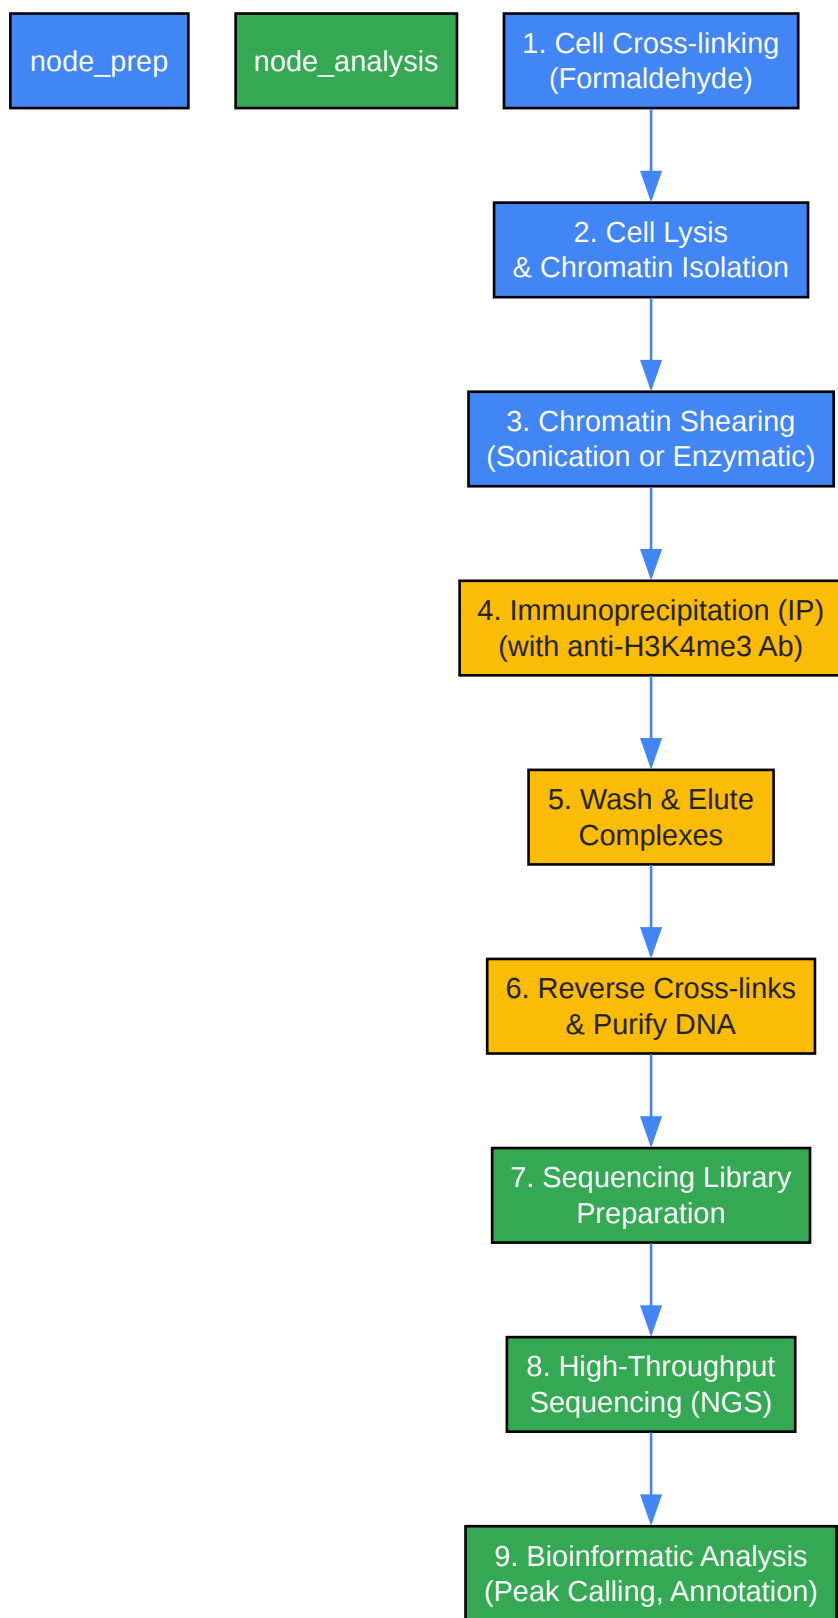 node_prep
node_analysis
1. Cell Cross-linking
(Formaldehyde)
2. Cell Lysis
& Chromatin Isolation
3. Chromatin Shearing
(Sonication or Enzymatic)
4. Immunoprecipitation (IP)
(with anti-H3K4me3 Ab)
5. Wash & Elute
Complexes
6. Reverse Cross-links
& Purify DNA
7. Sequencing Library
Preparation
8. High-Throughput
Sequencing (NGS)
9. Bioinformatic Analysis
(Peak Calling, Annotation)